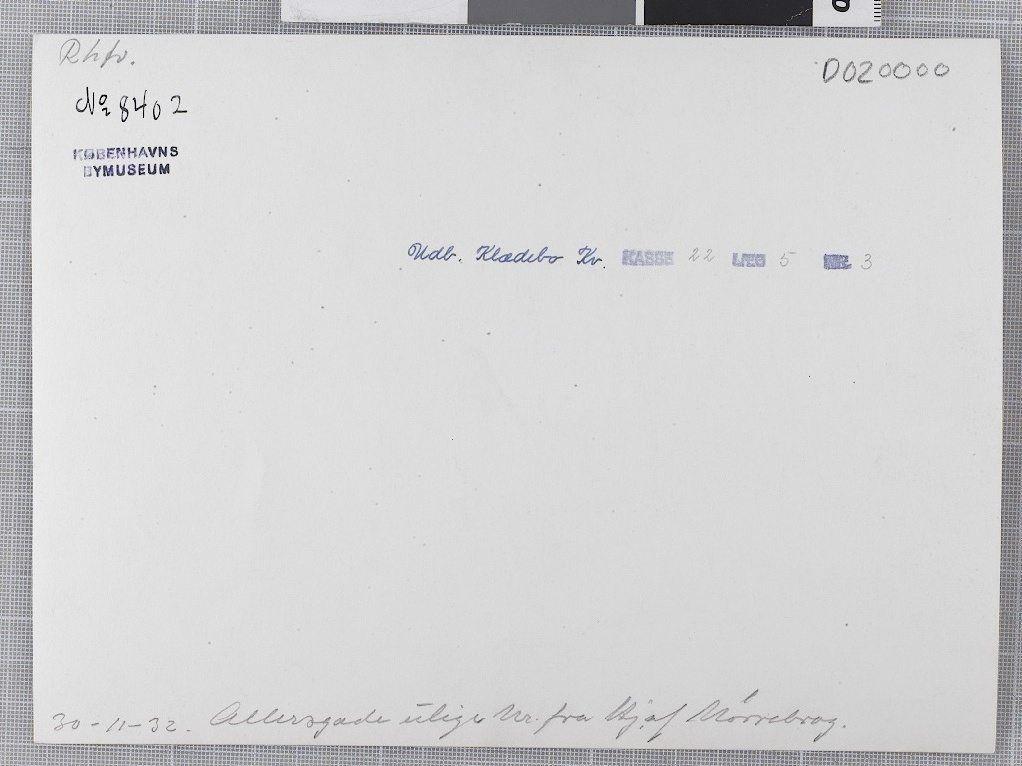 Rhfv.
D020000
No 8402
KØBENHAVNS
BYMUSEUM
Udb. Klædebo Kv. KASSE 22 LÆG 5 NR. 3
30-11-32. Allersgade ulige Nr. fra Hj. af Nørrebrog.